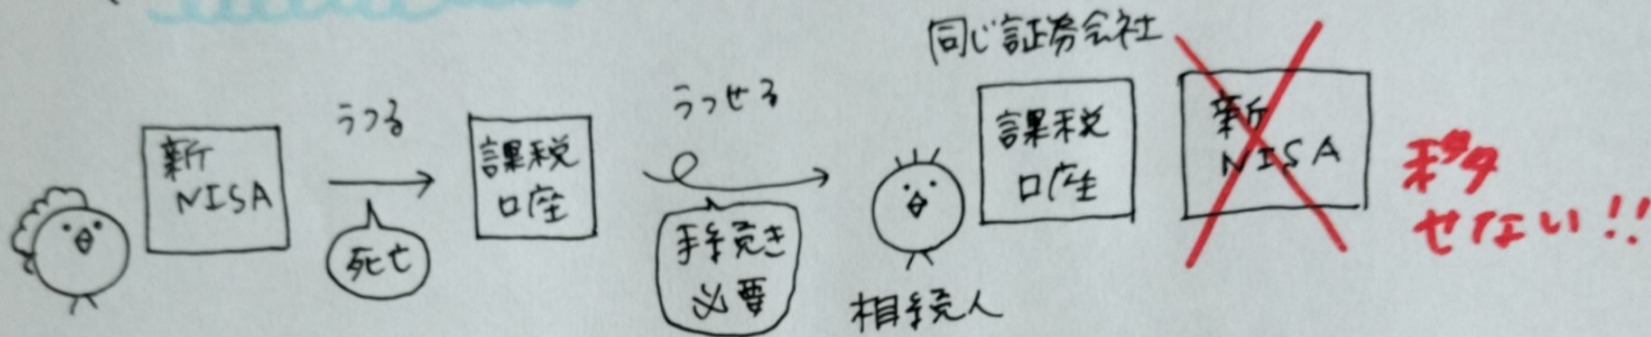 新
NISA
うつる
死亡
課税
口座
うつせる
手続き
必要
相続人
同じ証券会社
課税
口座
新
NISA
移
せない!!